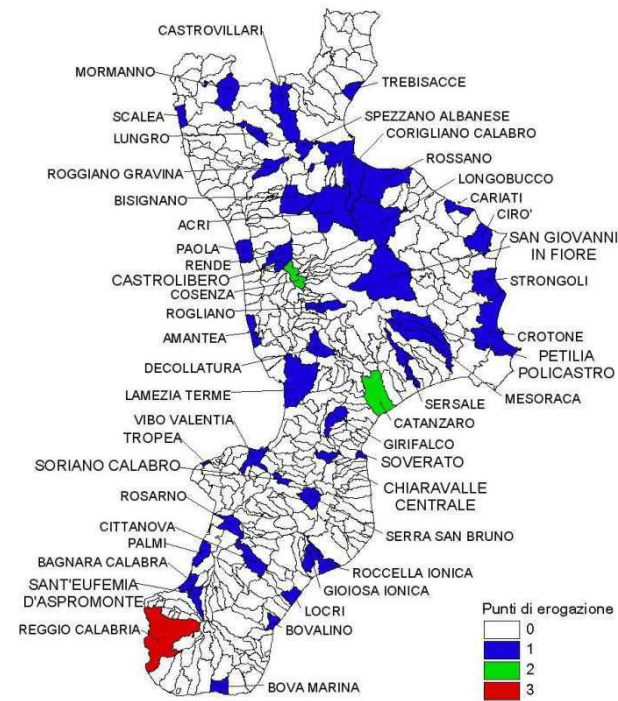 CASTROVILLARI
MORMANNO
TREBISACCE
SCALEA
SPEZZANO ALBANESE
LUNGRO
CORIGLIANO CALABRO
ROGGIANO GRAVINA
ROSSANO
BISIGNANO
LONGOBUCCO
CARIATI
ACRI
CIRO'
PAOLA
SAN GIOVANNI
IN FIORE
RENDE
CASTROLIBERO
STRONGOLI
COSENZA
ROGLIANO
AMANTEA
CROTONE
DECOLLATURA
PETILIA
POLICASTRO
LAMEZIA TERME
MESORACA
SERSALE
VIBO VALENTIA
CATANZARO
TROPEA
GIRIFALCO
SORIANO CALABRO
SOVERATO
ROSARNO
CHIARAVALLE
CENTRALE
CITTANOVA
SERRA SAN BRUNO
PALMI
BAGNARA CALABRA
ROCCELLA IONICA
SANT'EUFEMIA
D'ASPROMONTE
GIOIOSA IONICA
LOCRI
REGGIO CALABRIA
BOVALINO
BOVA MARINA
Punti di erogazione
0
1
2
3